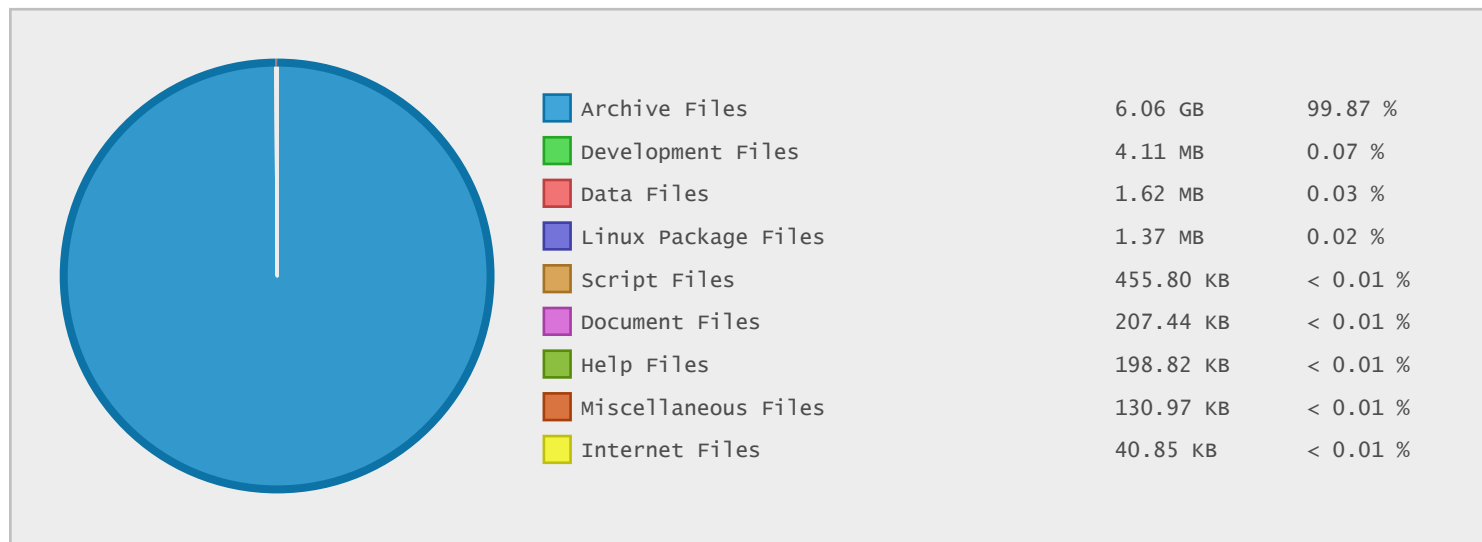 Archive Files 6.06 GB 99.87 %
Development Files 4.11 MB 0.07 %
Data Files 1.62 MB 0.03 %
Linux Package Files 1.37 MB 0.02 %
Script Files 455.80 KB < 0.01 %
Document Files 207.44 KB < 0.01 %
Help Files 198.82 KB < 0.01 %
Miscellaneous Files 130.97 KB < 0.01 %
Internet Files 40.85 KB < 0.01 %